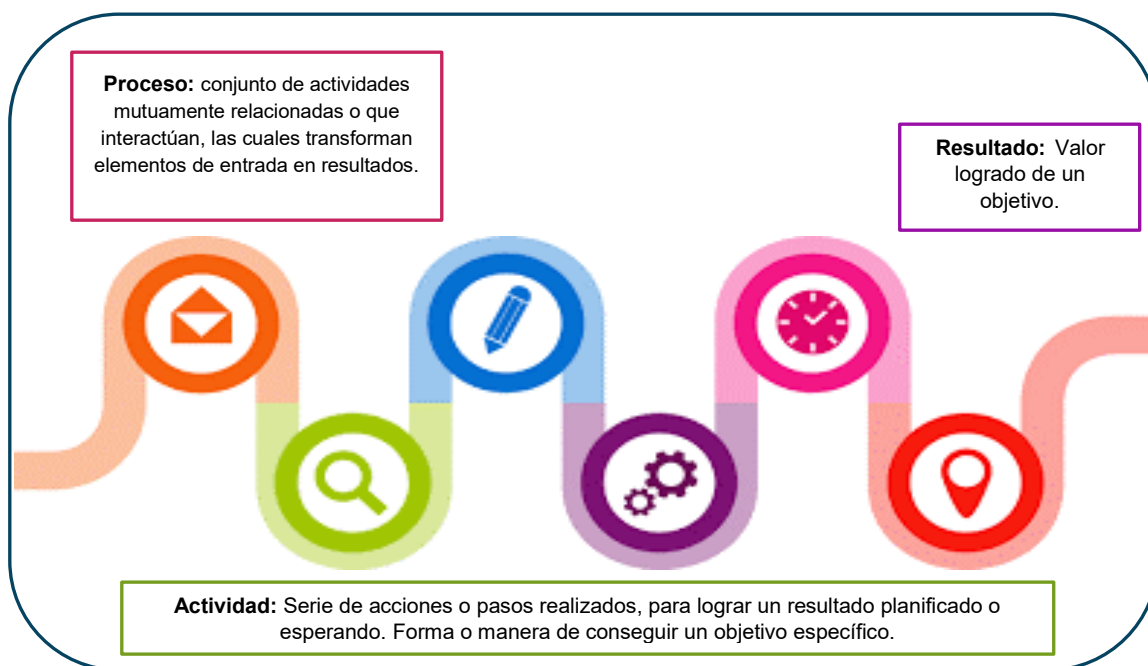 Proceso: conjunto de actividades
mutuamente relacionadas o que
interactúan, las cuales transforman
elementos de entrada en resultados.
Resultado: Valor
logrado de un
objetivo.
Actividad: Serie de acciones o pasos realizados, para lograr un resultado planificado o
esperando. Forma o manera de conseguir un objetivo específico.